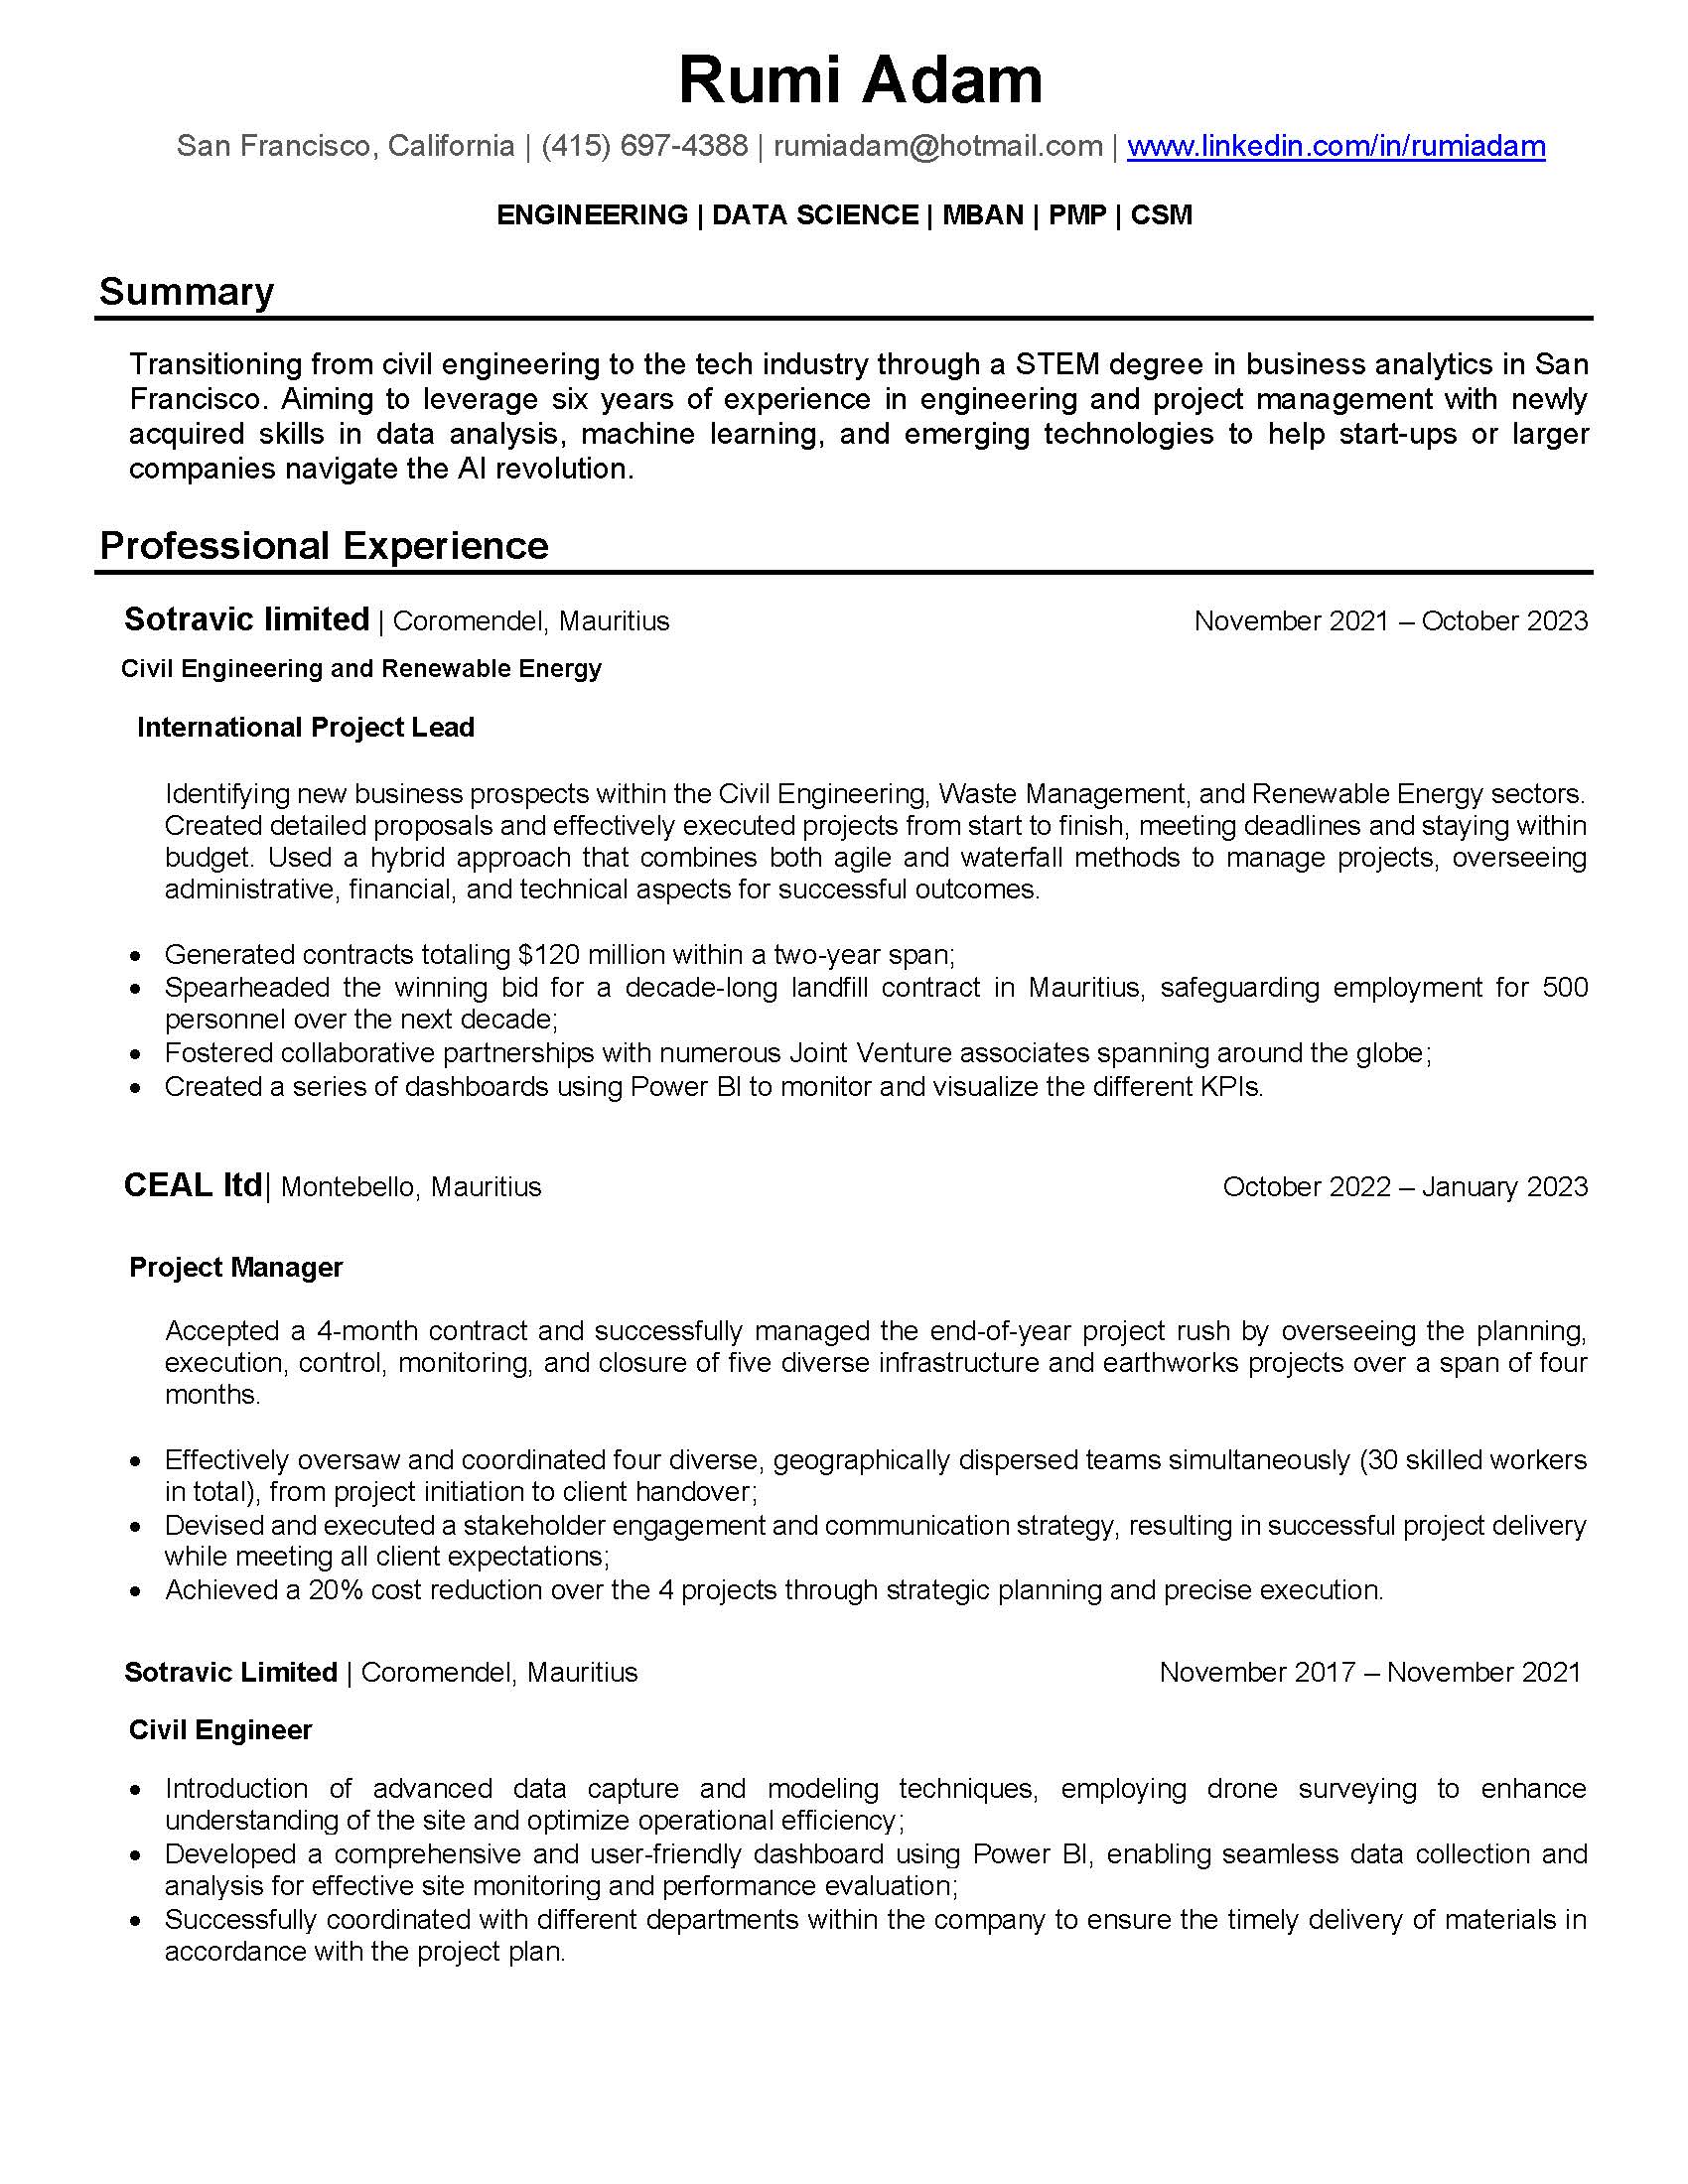 Rumi Adam
San Francisco, California | (415) 697-4388 | rumiadam@hotmail.com | www.linkedin.com/in/rumiadam
ENGINEERING | DATA SCIENCE | MBAN | PMP | CSM
Summary
Transitioning from civil engineering to the tech industry through a STEM degree in business analytics in San
Francisco. Aiming to leverage six years of experience in engineering and project management with newly
acquired skills in data analysis, machine learning, and emerging technologies to help start-ups or larger
companies navigate the AI revolution.
Professional Experience
Sotravic limited | Coromendel, Mauritius November 2021 – October 2023
Civil Engineering and Renewable Energy
International Project Lead
Identifying new business prospects within the Civil Engineering, Waste Management, and Renewable Energy sectors.
Created detailed proposals and effectively executed projects from start to finish, meeting deadlines and staying within
budget. Used a hybrid approach that combines both agile and waterfall methods to manage projects, overseeing
administrative, financial, and technical aspects for successful outcomes.
• Generated contracts totaling $120 million within a two-year span;
• Spearheaded the winning bid for a decade-long landfill contract in Mauritius, safeguarding employment for 500
personnel over the next decade;
• Fostered collaborative partnerships with numerous Joint Venture associates spanning around the globe;
• Created a series of dashboards using Power BI to monitor and visualize the different KPIs.
CEAL ltd| Montebello, Mauritius October 2022 – January 2023
Project Manager
Accepted a 4-month contract and successfully managed the end-of-year project rush by overseeing the planning,
execution, control, monitoring, and closure of five diverse infrastructure and earthworks projects over a span of four
months.
• Effectively oversaw and coordinated four diverse, geographically dispersed teams simultaneously (30 skilled workers
in total), from project initiation to client handover;
• Devised and executed a stakeholder engagement and communication strategy, resulting in successful project delivery
while meeting all client expectations;
• Achieved a 20% cost reduction over the 4 projects through strategic planning and precise execution.
Sotravic Limited | Coromendel, Mauritius November 2017 – November 2021
Civil Engineer
• Introduction of advanced data capture and modeling techniques, employing drone surveying to enhance
understanding of the site and optimize operational efficiency;
• Developed a comprehensive and user-friendly dashboard using Power BI, enabling seamless data collection and
analysis for effective site monitoring and performance evaluation;
• Successfully coordinated with different departments within the company to ensure the timely delivery of materials in
accordance with the project plan.